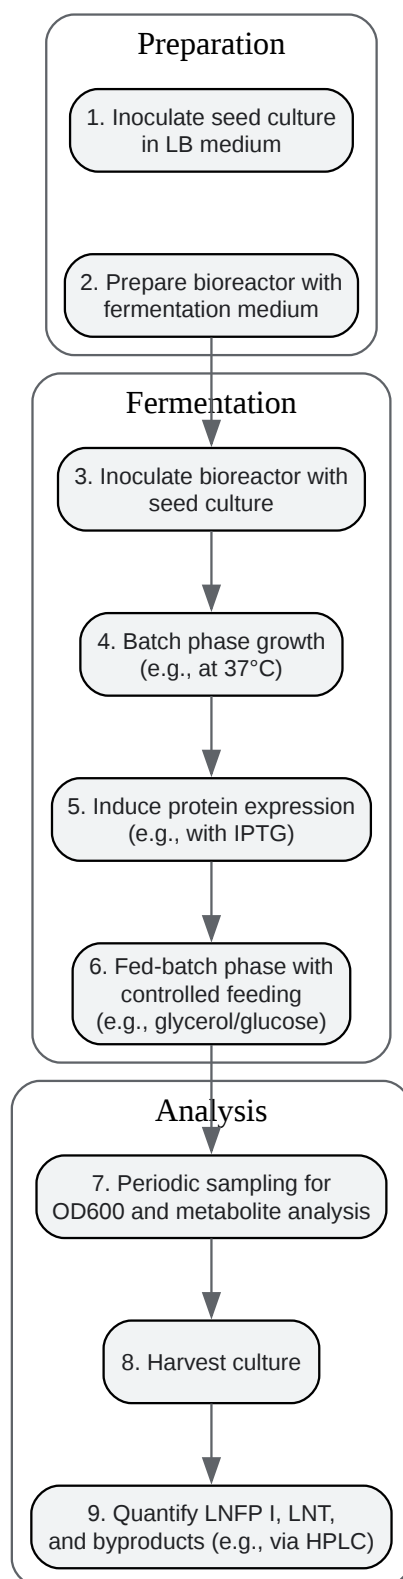 Preparation
1. Inoculate seed culture
in LB medium
2. Prepare bioreactor with
fermentation medium
Fermentation
3. Inoculate bioreactor with
seed culture
4. Batch phase growth
(e.g., at 37°C)
5. Induce protein expression
(e.g., with IPTG)
6. Fed-batch phase with
controlled feeding
(e.g., glycerol/glucose)
Analysis
7. Periodic sampling for
OD600 and metabolite analysis
8. Harvest culture
9. Quantify LNFP I, LNT,
and byproducts (e.g., via HPLC)